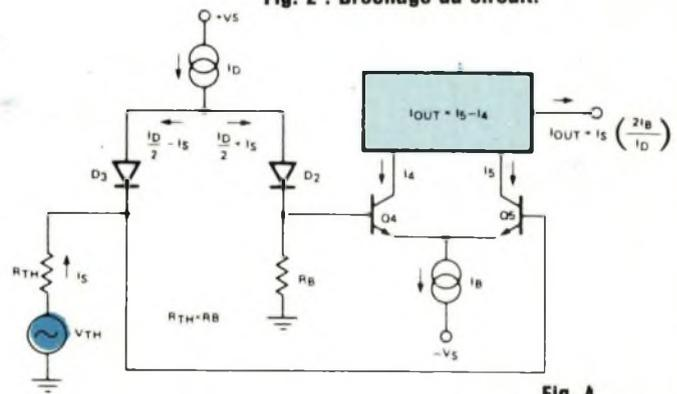 Fig. 2 : Brochage du circuit.
+VS
ID
ID/2 - IS
ID/2 + IS
D3
D2
IOUT = I5 - I4
IOUT = IS (2IB/ID)
I4
I5
Q4
Q5
RTH
IS
RB
IB
VTH
RTH=RB
-VS
Fig. A